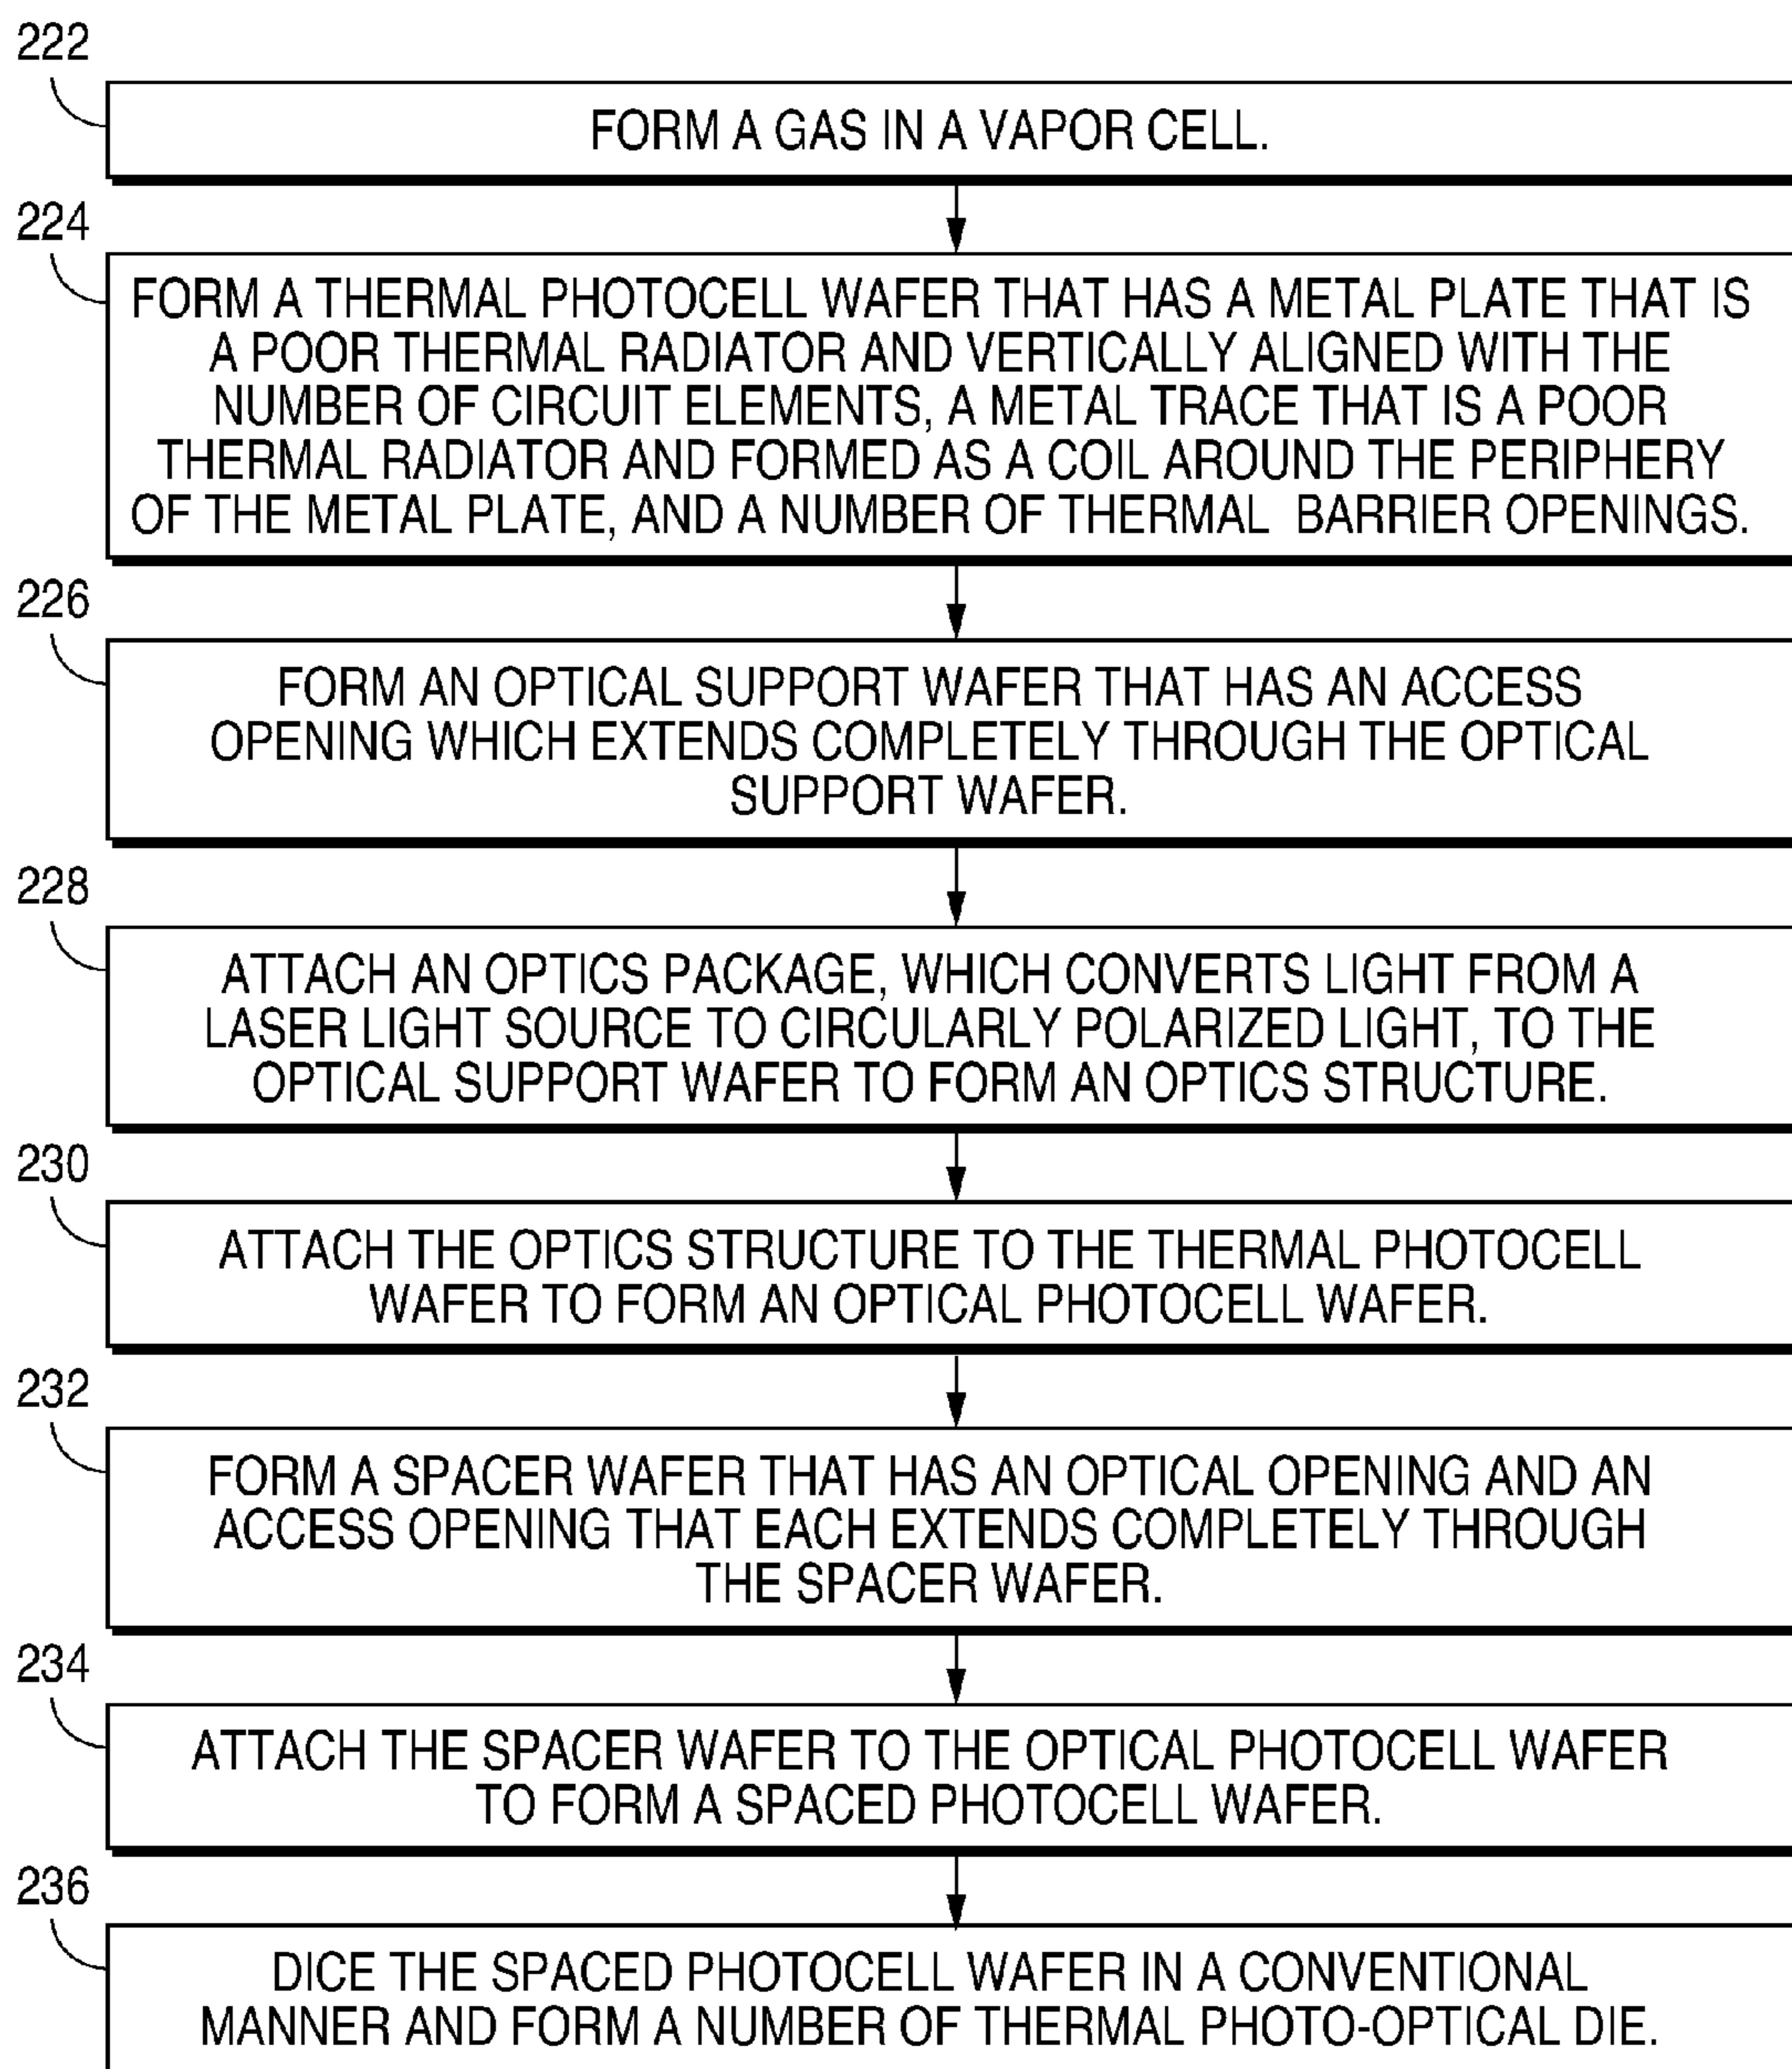 222
FORM A GAS IN A VAPOR CELL.
224
FORM A THERMAL PHOTOCELL WAFER THAT HAS A METAL PLATE THAT IS
A POOR THERMAL RADIATOR AND VERTICALLY ALIGNED WITH THE
NUMBER OF CIRCUIT ELEMENTS, A METAL TRACE THAT IS A POOR
THERMAL RADIATOR AND FORMED AS A COIL AROUND THE PERIPHERY
OF THE METAL PLATE, AND A NUMBER OF THERMAL BARRIER OPENINGS.
226
FORM AN OPTICAL SUPPORT WAFER THAT HAS AN ACCESS
OPENING WHICH EXTENDS COMPLETELY THROUGH THE OPTICAL
SUPPORT WAFER.
228
ATTACH AN OPTICS PACKAGE, WHICH CONVERTS LIGHT FROM A
LASER LIGHT SOURCE TO CIRCULARLY POLARIZED LIGHT, TO THE
OPTICAL SUPPORT WAFER TO FORM AN OPTICS STRUCTURE.
230
ATTACH THE OPTICS STRUCTURE TO THE THERMAL PHOTOCELL
WAFER TO FORM AN OPTICAL PHOTOCELL WAFER.
232
FORM A SPACER WAFER THAT HAS AN OPTICAL OPENING AND AN
ACCESS OPENING THAT EACH EXTENDS COMPLETELY THROUGH
THE SPACER WAFER.
234
ATTACH THE SPACER WAFER TO THE OPTICAL PHOTOCELL WAFER
TO FORM A SPACED PHOTOCELL WAFER.
236
DICE THE SPACED PHOTOCELL WAFER IN A CONVENTIONAL
MANNER AND FORM A NUMBER OF THERMAL PHOTO-OPTICAL DIE.